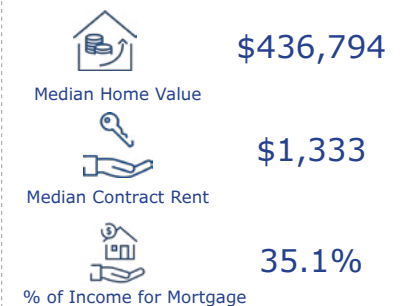 $436,794
Median Home Value
$1,333
Median Contract Rent
35.1%
% of Income for Mortgage